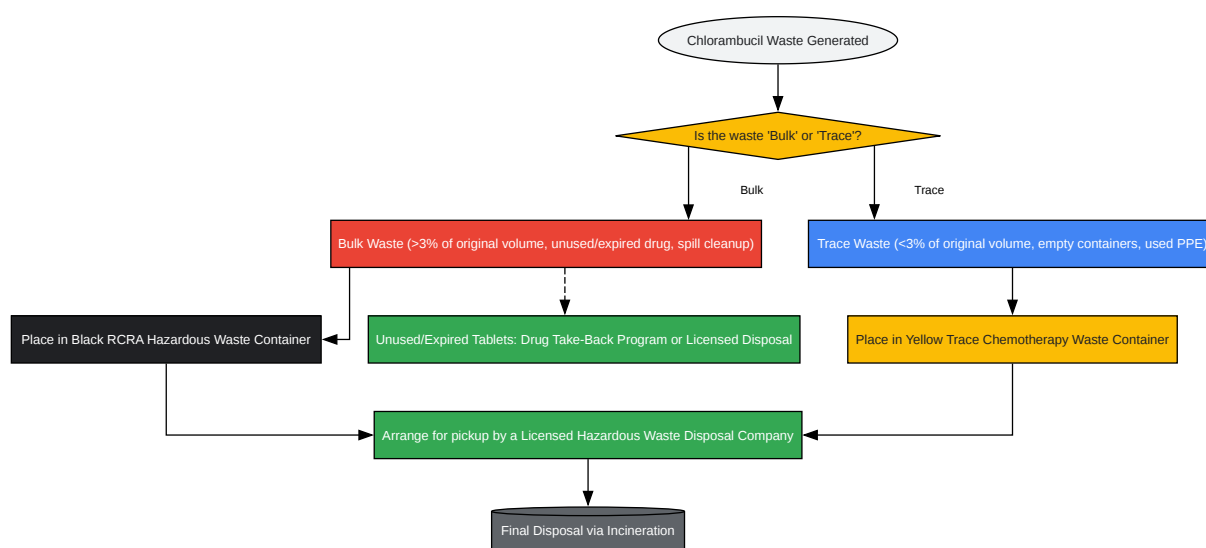 Chlorambucil Waste Generated
Is the waste 'Bulk' or 'Trace'?
Bulk
Trace
Bulk Waste (>3% of original volume, unused/expired drug, spill cleanup)
Trace Waste (<3% of original volume, empty containers, used PPE)
Place in Black RCRA Hazardous Waste Container
Unused/Expired Tablets: Drug Take-Back Program or Licensed Disposal
Place in Yellow Trace Chemotherapy Waste Container
Arrange for pickup by a Licensed Hazardous Waste Disposal Company
Final Disposal via Incineration